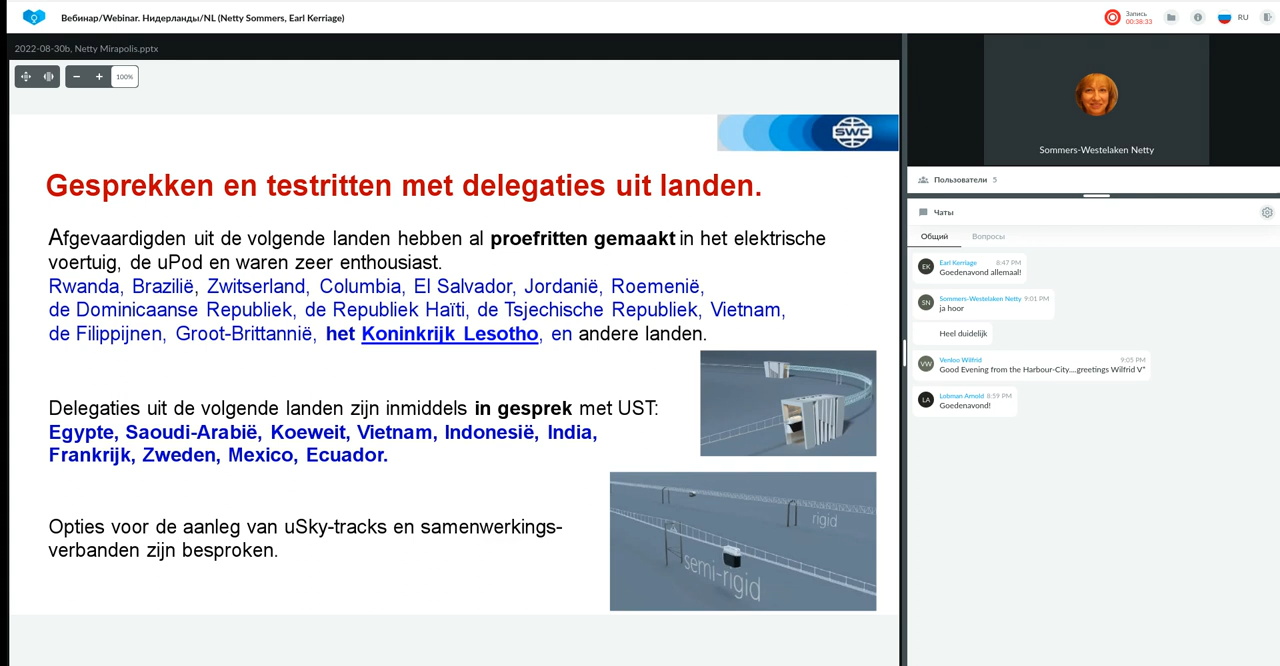 Вебинар/Webinar. Нидерланды/NL (Netty Sommers, Earl Kerriage)
Запись
00:38:33
RU
2022-08-30b, Netty Mirapolis.pptx
100%
SWC
Gesprekken en testritten met delegaties uit landen.
Afgevaardigden uit de volgende landen hebben al proefritten gemaakt in het elektrische
voertuig, de uPod en waren zeer enthousiast.
Rwanda, Brazilië, Zwitserland, Columbia, El Salvador, Jordanië, Roemenië,
de Dominicaanse Republiek, de Republiek Haïti, de Tsjechische Republiek, Vietnam,
de Filippijnen, Groot-Brittannië, het Koninkrijk Lesotho, en andere landen.
Delegaties uit de volgende landen zijn inmiddels in gesprek met UST:
Egypte, Saoudi-Arabië, Koeweit, Vietnam, Indonesië, India,
Frankrijk, Zweden, Mexico, Ecuador.
Opties voor de aanleg van uSky-tracks en samenwerkings-
verbanden zijn besproken.
rigid
semi-rigid
Sommers-Westelaken Netty
Пользователи 5
Чаты
Общий Вопросы
EK Earl Kerriage 8:47 PM
Goedenavond allemaal!
SN Sommers-Westelaken Netty 9:01 PM
ja hoor
Heel duidelijk
VW Venloo Wilfrid 9:05 PM
Good Evening from the Harbour-City....greetings Wilfrid V"
LA Lobman Arnold 8:59 PM
Goedenavond!